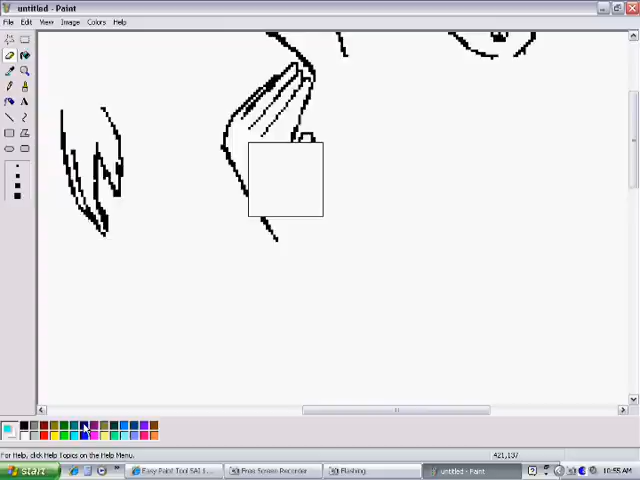 untitled - Paint
File Edit View Image Colors Help
A
For Help, click Help Topics on the Help Menu.
421,137
start
Easy Paint Tool SAI 1....
Free Screen Recorder
Flashing
untitled - Paint
?
10:55 AM